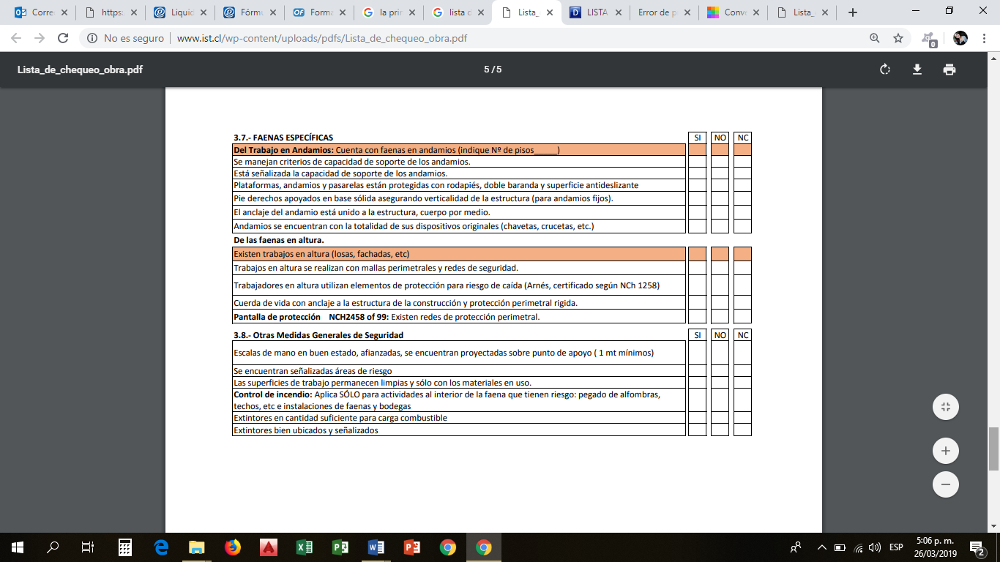 Corre
https:
Liquic
Fórmu
Forma
la prin
lista c
Lista_
LISTA
Error de p
Conve
Lista_
No es seguro
www.ist.cl/wp-content/uploads/pdfs/Lista_de_chequeo_obra.pdf
0
Lista_de_chequeo_obra.pdf
5 / 5
3.7.- FAENAS ESPECÍFICAS SI NO NC
Del Trabajo en Andamios: Cuenta con faenas en andamios (indique Nº de pisos_____)
Se manejan criterios de capacidad de soporte de los andamios.
Está señalizada la capacidad de soporte de los andamios.
Plataformas, andamios y pasarelas están protegidas con rodapiés, doble baranda y superficie antideslizante
Pie derechos apoyados en base sólida asegurando verticalidad de la estructura (para andamios fijos).
El anclaje del andamio está unido a la estructura, cuerpo por medio.
Andamios se encuentran con la totalidad de sus dispositivos originales (chavetas, crucetas, etc.)
De las faenas en altura.
Existen trabajos en altura (losas, fachadas, etc)
Trabajos en altura se realizan con mallas perimetrales y redes de seguridad.
Trabajadores en altura utilizan elementos de protección para riesgo de caída (Arnés, certificado según NCh 1258)
Cuerda de vida con anclaje a la estructura de la construcción y protección perimetral rigida.
Pantalla de protección NCH2458 of 99: Existen redes de protección perimetral.
3.8.- Otras Medidas Generales de Seguridad SI NO NC
Escalas de mano en buen estado, afianzadas, se encuentran proyectadas sobre punto de apoyo ( 1 mt mínimos)
Se encuentran señalizadas áreas de riesgo
Las superficies de trabajo permanecen limpias y sólo con los materiales en uso.
Control de incendio: Aplica SÓLO para actividades al interior de la faena que tienen riesgo: pegado de alfombras,
techos, etc e instalaciones de faenas y bodegas
Extintores en cantidad suficiente para carga combustible
Extintores bien ubicados y señalizados
ESP
5:06 p. m.
26/03/2019
2